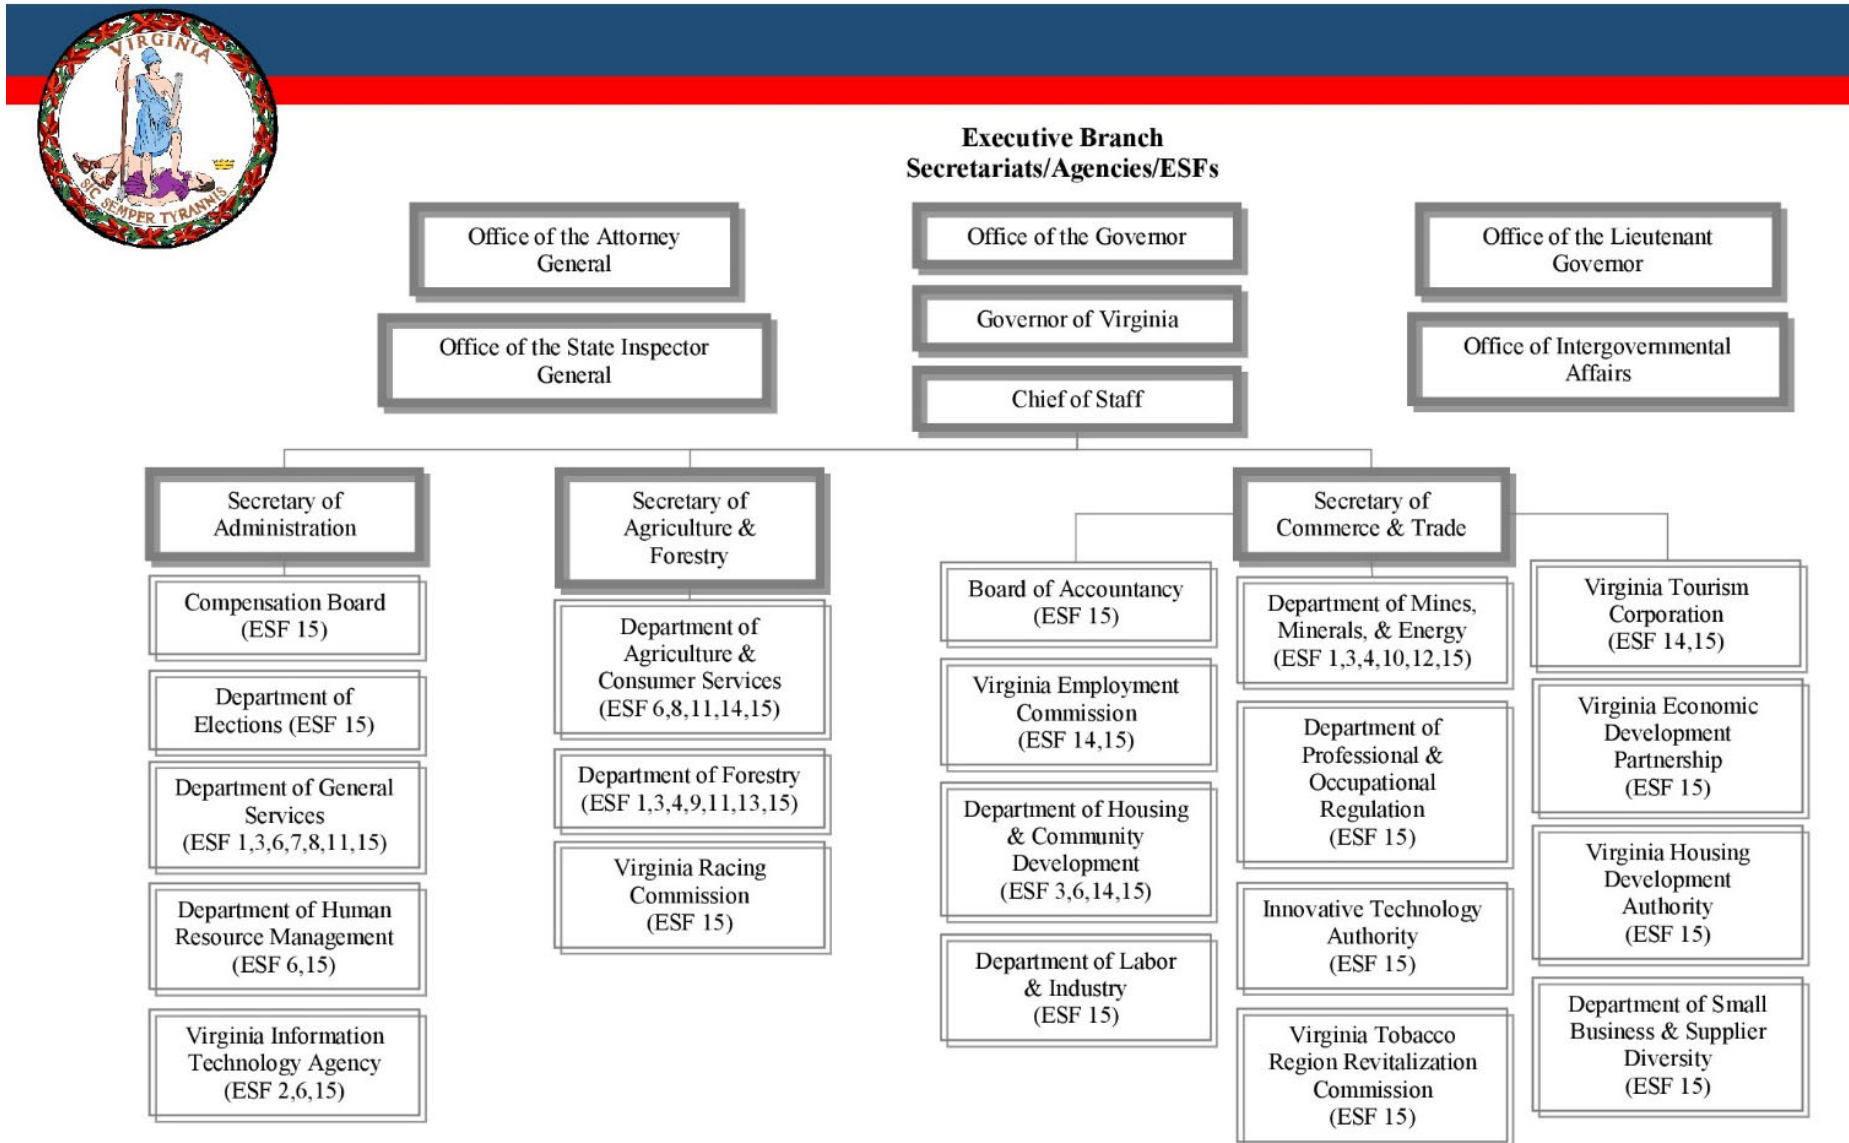 VIRGINIA
SIC SEMPER TYRANNIS
Executive Branch
Secretariats/Agencies/ESFs
Office of the Attorney
General
Office of the State Inspector
General
Office of the Governor
Governor of Virginia
Chief of Staff
Office of the Lieutenant
Governor
Office of Intergovernmental
Affairs
Secretary of
Administration
Compensation Board
(ESF 15)
Department of
Elections (ESF 15)
Department of General
Services
(ESF 1,3,6,7,8,11,15)
Department of Human
Resource Management
(ESF 6,15)
Virginia Information
Technology Agency
(ESF 2,6,15)
Secretary of
Agriculture &
Forestry
Department of
Agriculture &
Consumer Services
(ESF 6,8,11,14,15)
Department of Forestry
(ESF 1,3,4,9,11,13,15)
Virginia Racing
Commission
(ESF 15)
Secretary of
Commerce & Trade
Board of Accountancy
(ESF 15)
Virginia Employment
Commission
(ESF 14,15)
Department of Housing
& Community
Development
(ESF 3,6,14,15)
Department of Labor
& Industry
(ESF 15)
Department of Mines,
Minerals, & Energy
(ESF 1,3,4,10,12,15)
Department of
Professional &
Occupational
Regulation
(ESF 15)
Innovative Technology
Authority
(ESF 15)
Virginia Tobacco
Region Revitalization
Commission
(ESF 15)
Virginia Tourism
Corporation
(ESF 14,15)
Virginia Economic
Development
Partnership
(ESF 15)
Virginia Housing
Development
Authority
(ESF 15)
Department of Small
Business & Supplier
Diversity
(ESF 15)